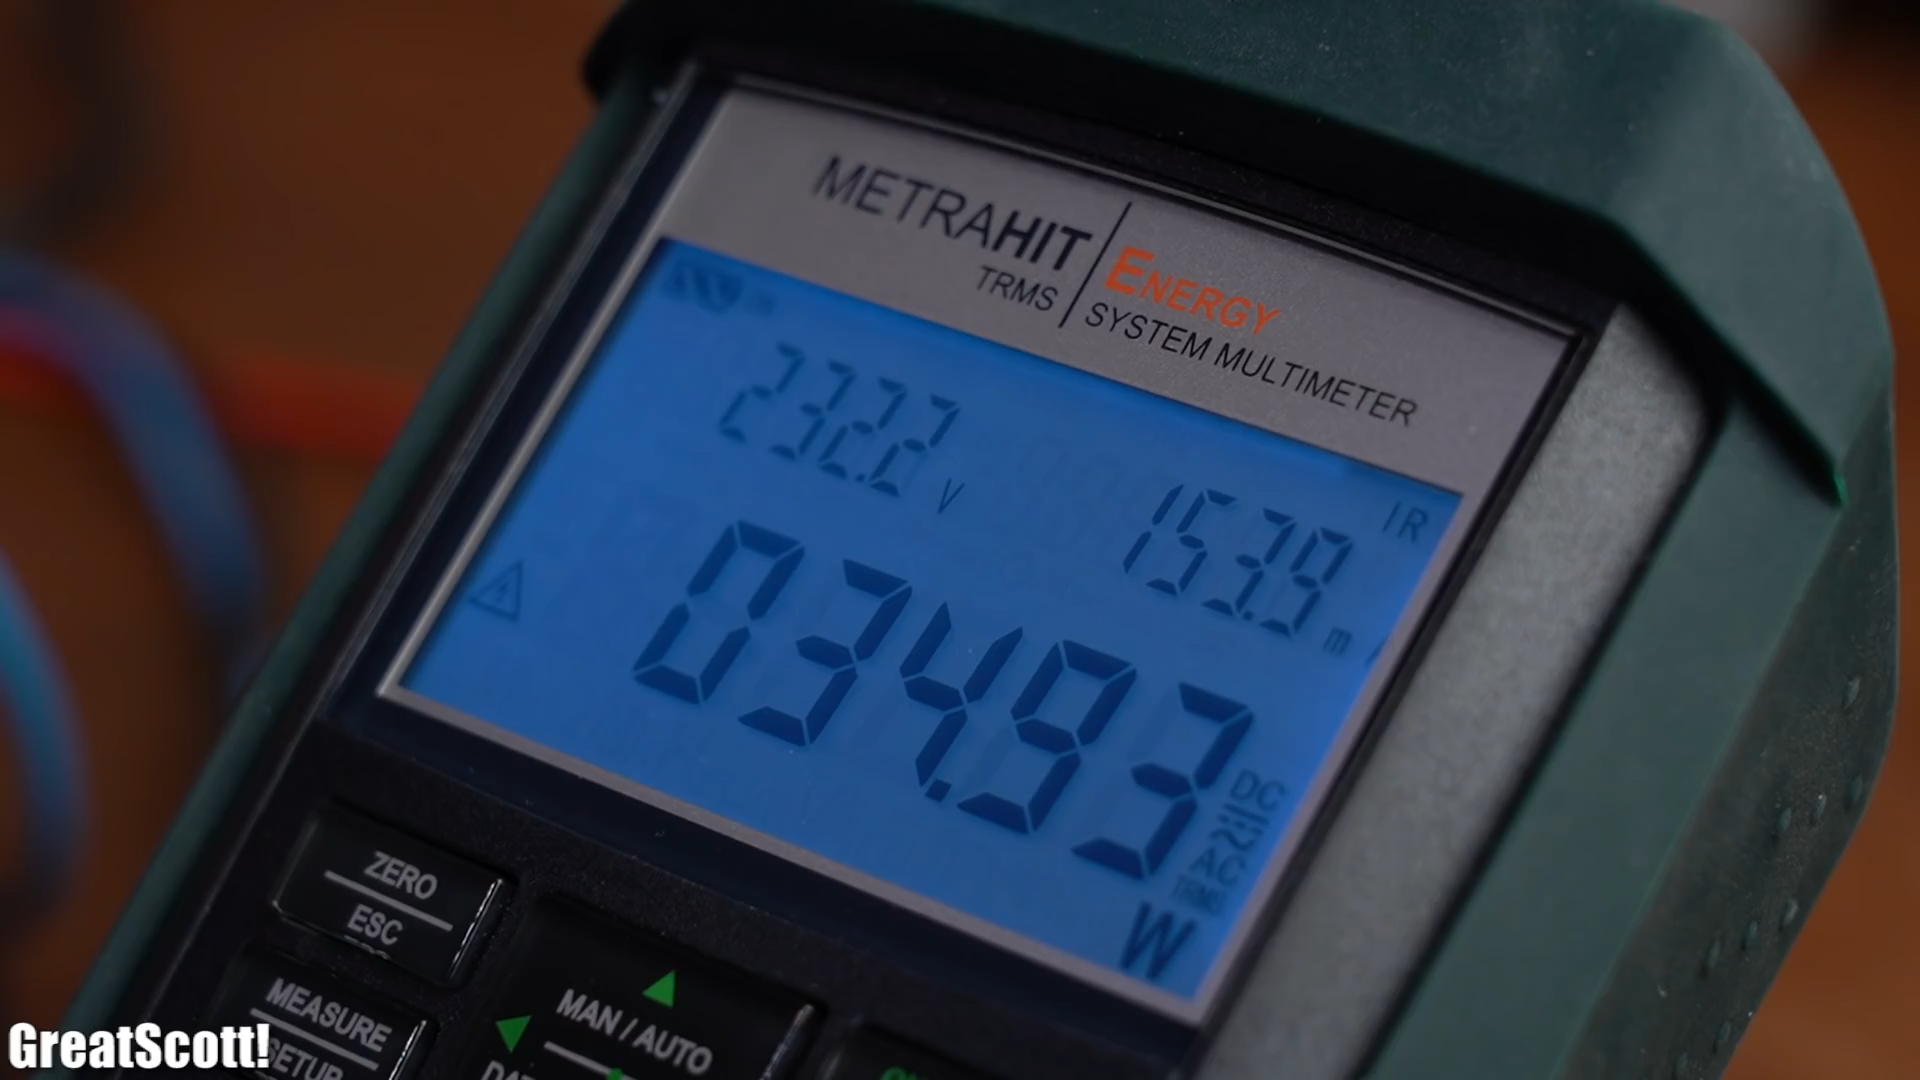 METRAHIT
TRMS
ENERGY
SYSTEM MULTIMETER
232.2 V
153.9 m
IR
034.93
DC
AC
TRMS
W
ZERO
ESC
MEASURE
SETUP
MAN / AUTO
GreatScott!